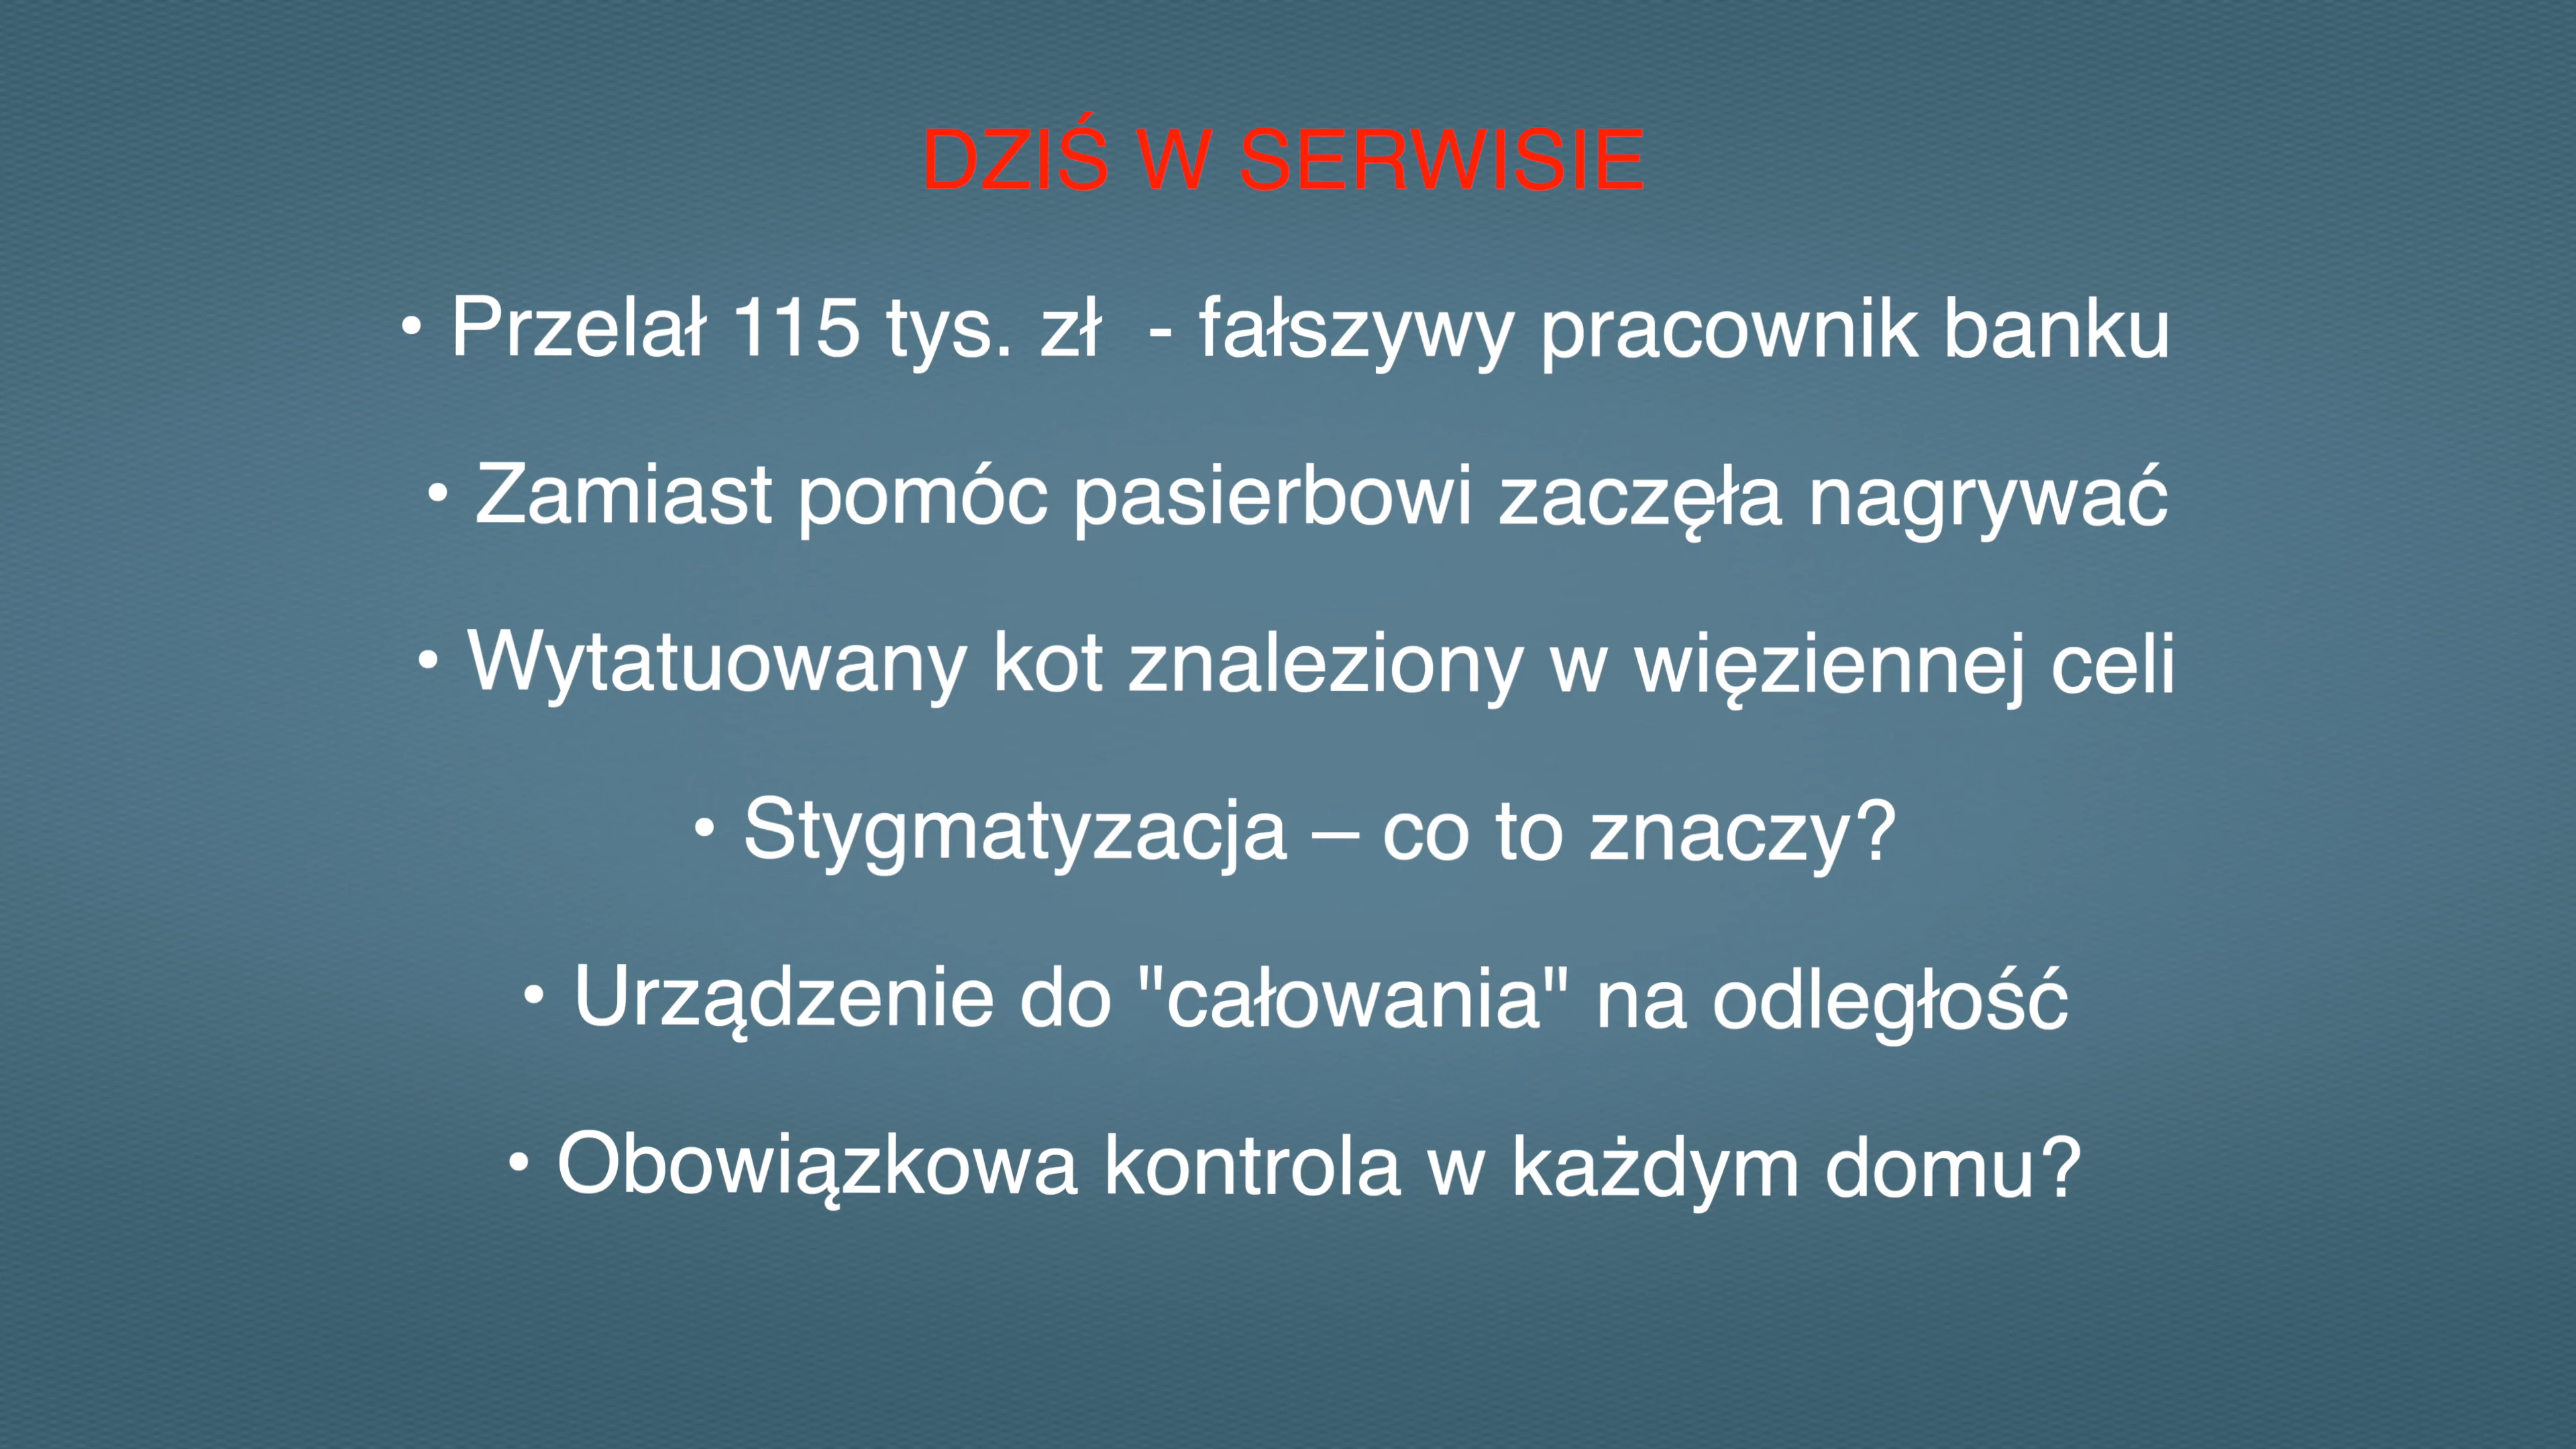 DZIŚ W SERWISIE
• Przelał 115 tys. zł  - fałszywy pracownik banku
• Zamiast pomóc pasierbowi zaczęła nagrywać
• Wytatuowany kot znaleziony w więziennej celi
• Stygmatyzacja – co to znaczy?
• Urządzenie do "całowania" na odległość
• Obowiązkowa kontrola w każdym domu?